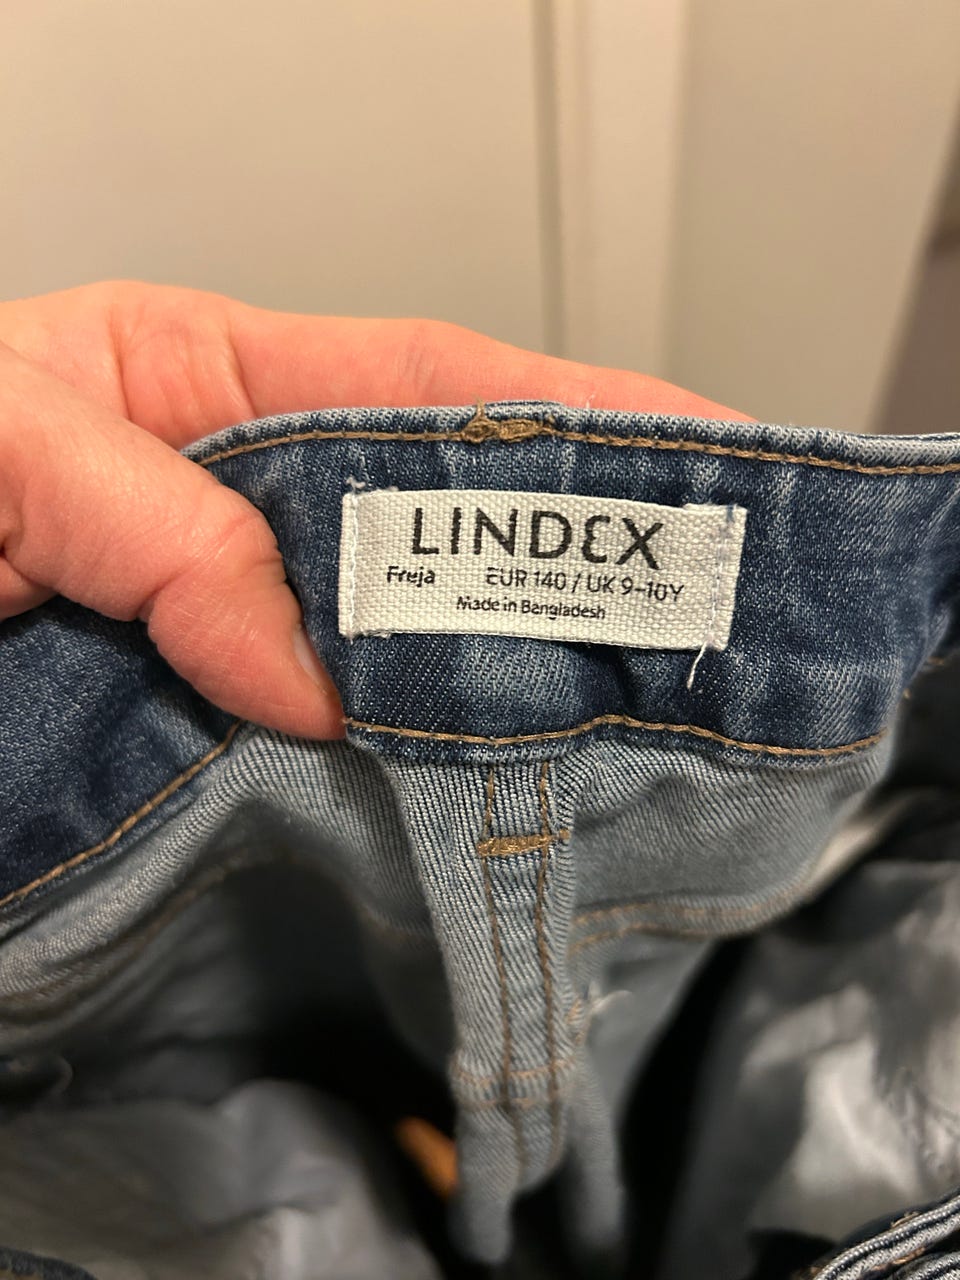 LINDEX
Freja EUR 140 / UK 9-10Y
Made in Bangladesh